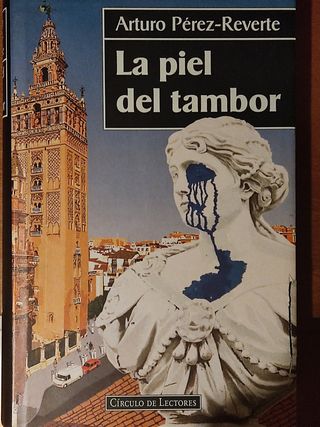 Arturo Pérez-Reverte
La piel
del tambor
CÍRCULO DE LECTORES